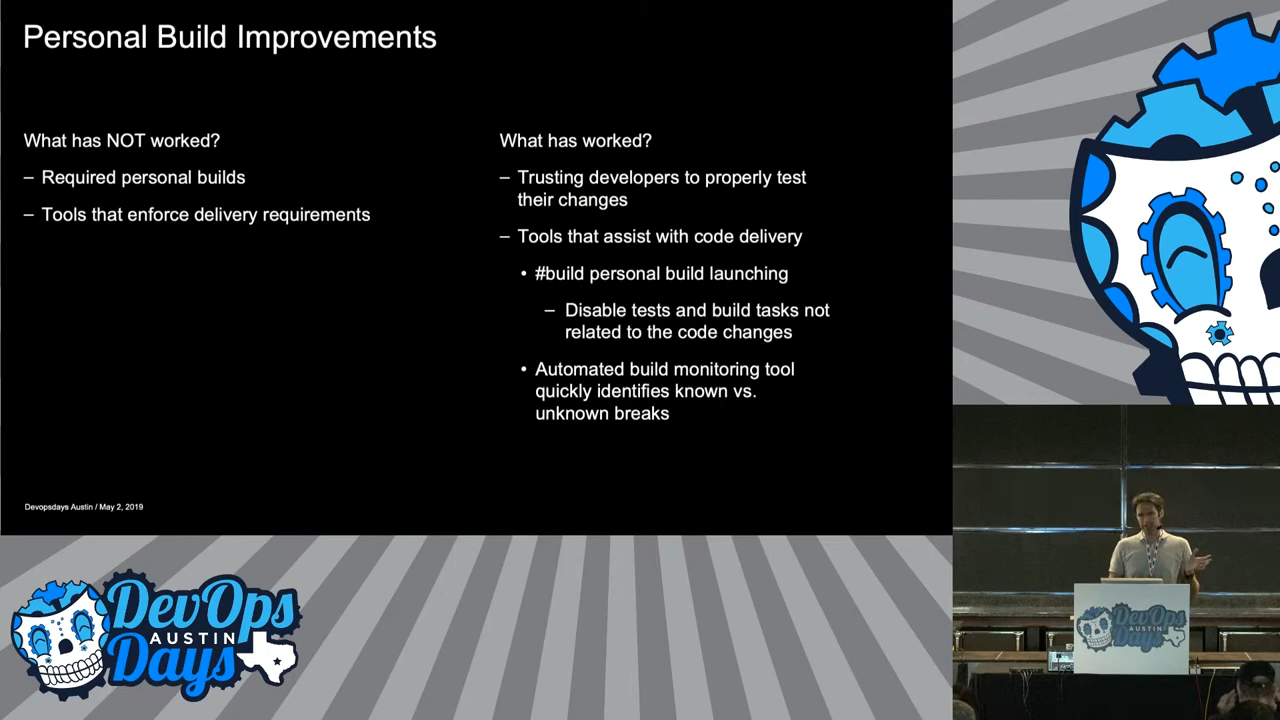 Personal Build Improvements
What has NOT worked?
– Required personal builds
– Tools that enforce delivery requirements
What has worked?
– Trusting developers to properly test
their changes
– Tools that assist with code delivery
• #build personal build launching
– Disable tests and build tasks not
related to the code changes
• Automated build monitoring tool
quickly identifies known vs.
unknown breaks
Devopsdays Austin / May 2, 2019
DevOps
AUSTIN
Days
DevOps
AUSTIN
Days